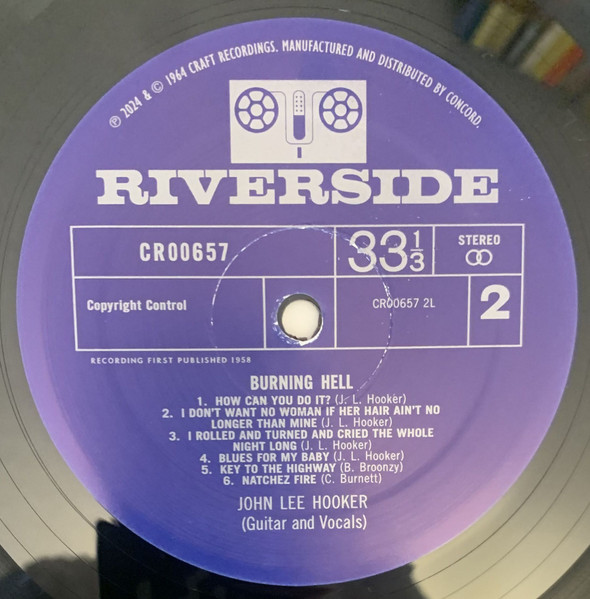 ℗ 2024 & © 1964 CRAFT RECORDINGS. MANUFACTURED AND DISTRIBUTED BY CONCORD.
RIVERSIDE
CR00657
33 1/3
STEREO
Copyright Control
CR00657 2L
2
RECORDING FIRST PUBLISHED 1958
BURNING HELL
1. HOW CAN YOU DO IT? (J. L. Hooker)
2. I DON'T WANT NO WOMAN IF HER HAIR AIN'T NO
LONGER THAN MINE (J. L. Hooker)
3. I ROLLED AND TURNED AND CRIED THE WHOLE
NIGHT LONG (J. L. Hooker)
4. BLUES FOR MY BABY (J. L. Hooker)
5. KEY TO THE HIGHWAY (B. Broonzy)
6. NATCHEZ FIRE (C. Burnett)
JOHN LEE HOOKER
(Guitar and Vocals)